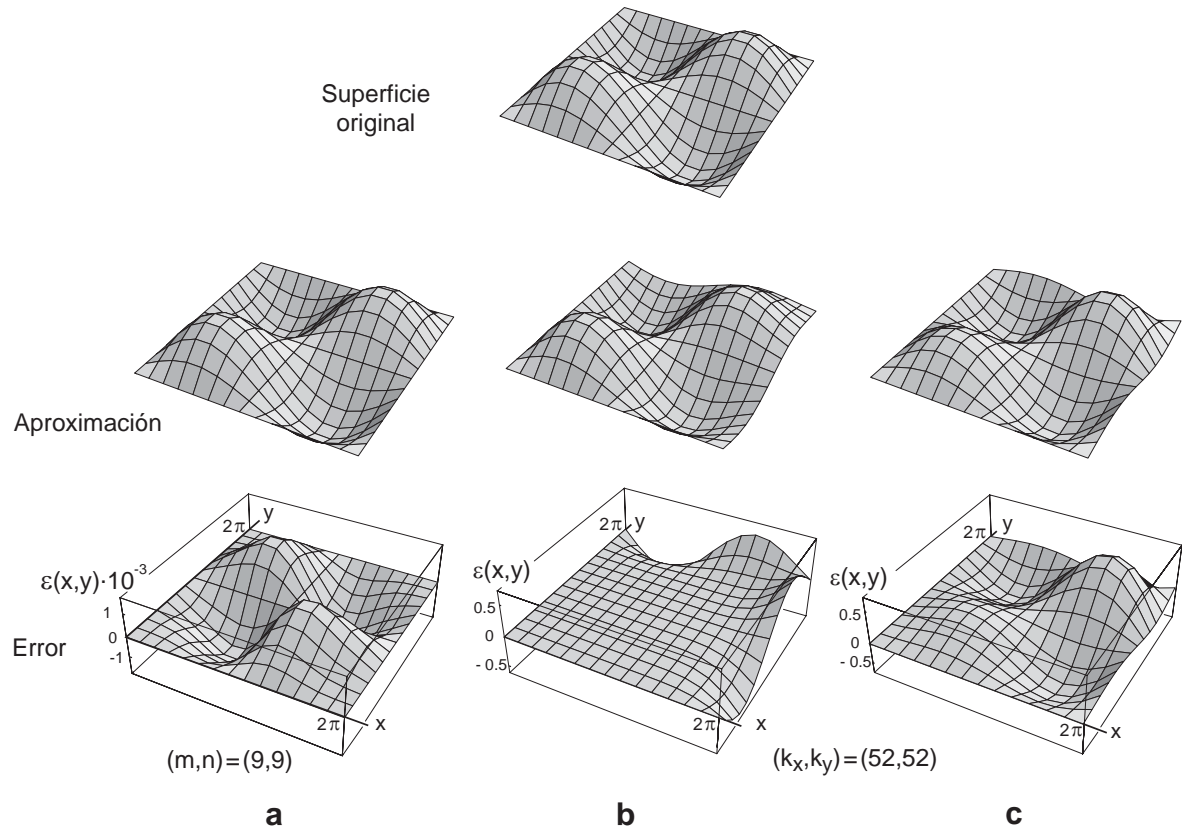 Superficie
original
Aproximación
Error
ε(x,y)·10⁻³
1
0
-1
2π
y
2π
x
ε(x,y)
0.5
0
- 0.5
2π
y
2π
x
ε(x,y)
0.5
0
- 0.5
2π
y
2π
x
(m,n)=(9,9)
(kₓ,k_y)=(52,52)
a
b
c